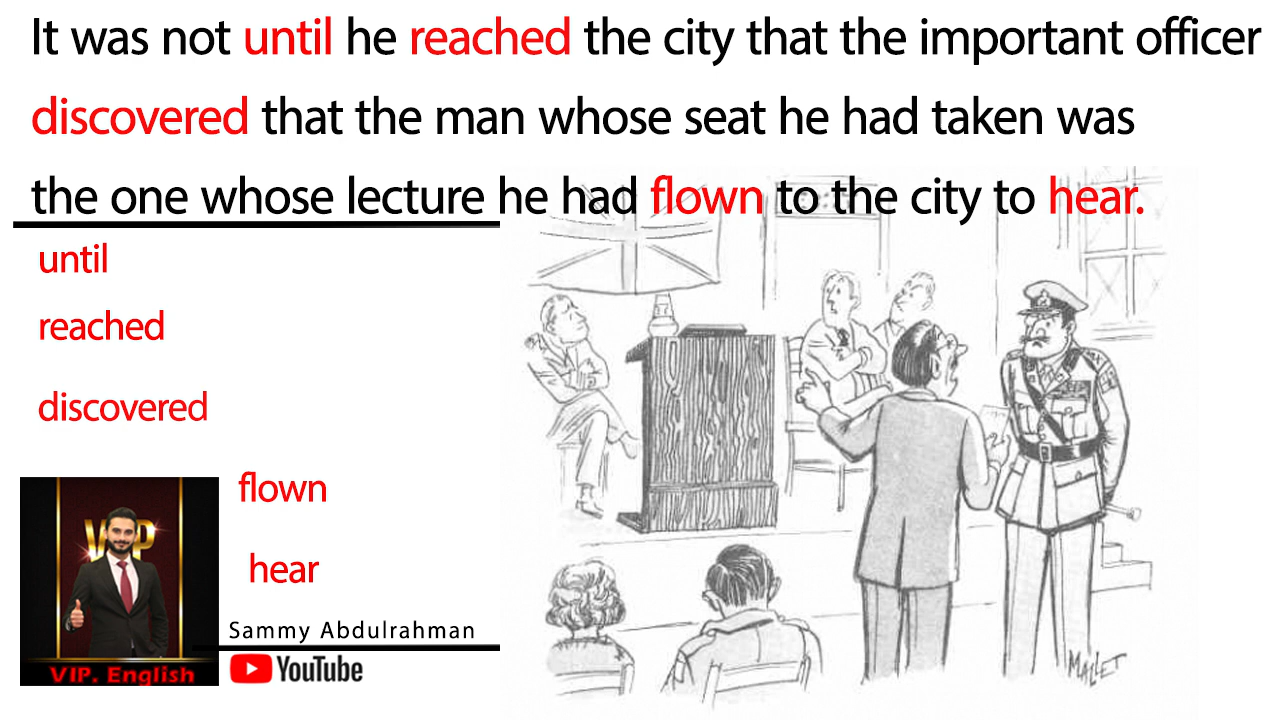 It was not until he reached the city that the important officer
discovered that the man whose seat he had taken was
the one whose lecture he had flown to the city to hear.
until
reached
discovered
flown
hear
VIP
Sammy Abdulrahman
VIP. English
YouTube
MALLET